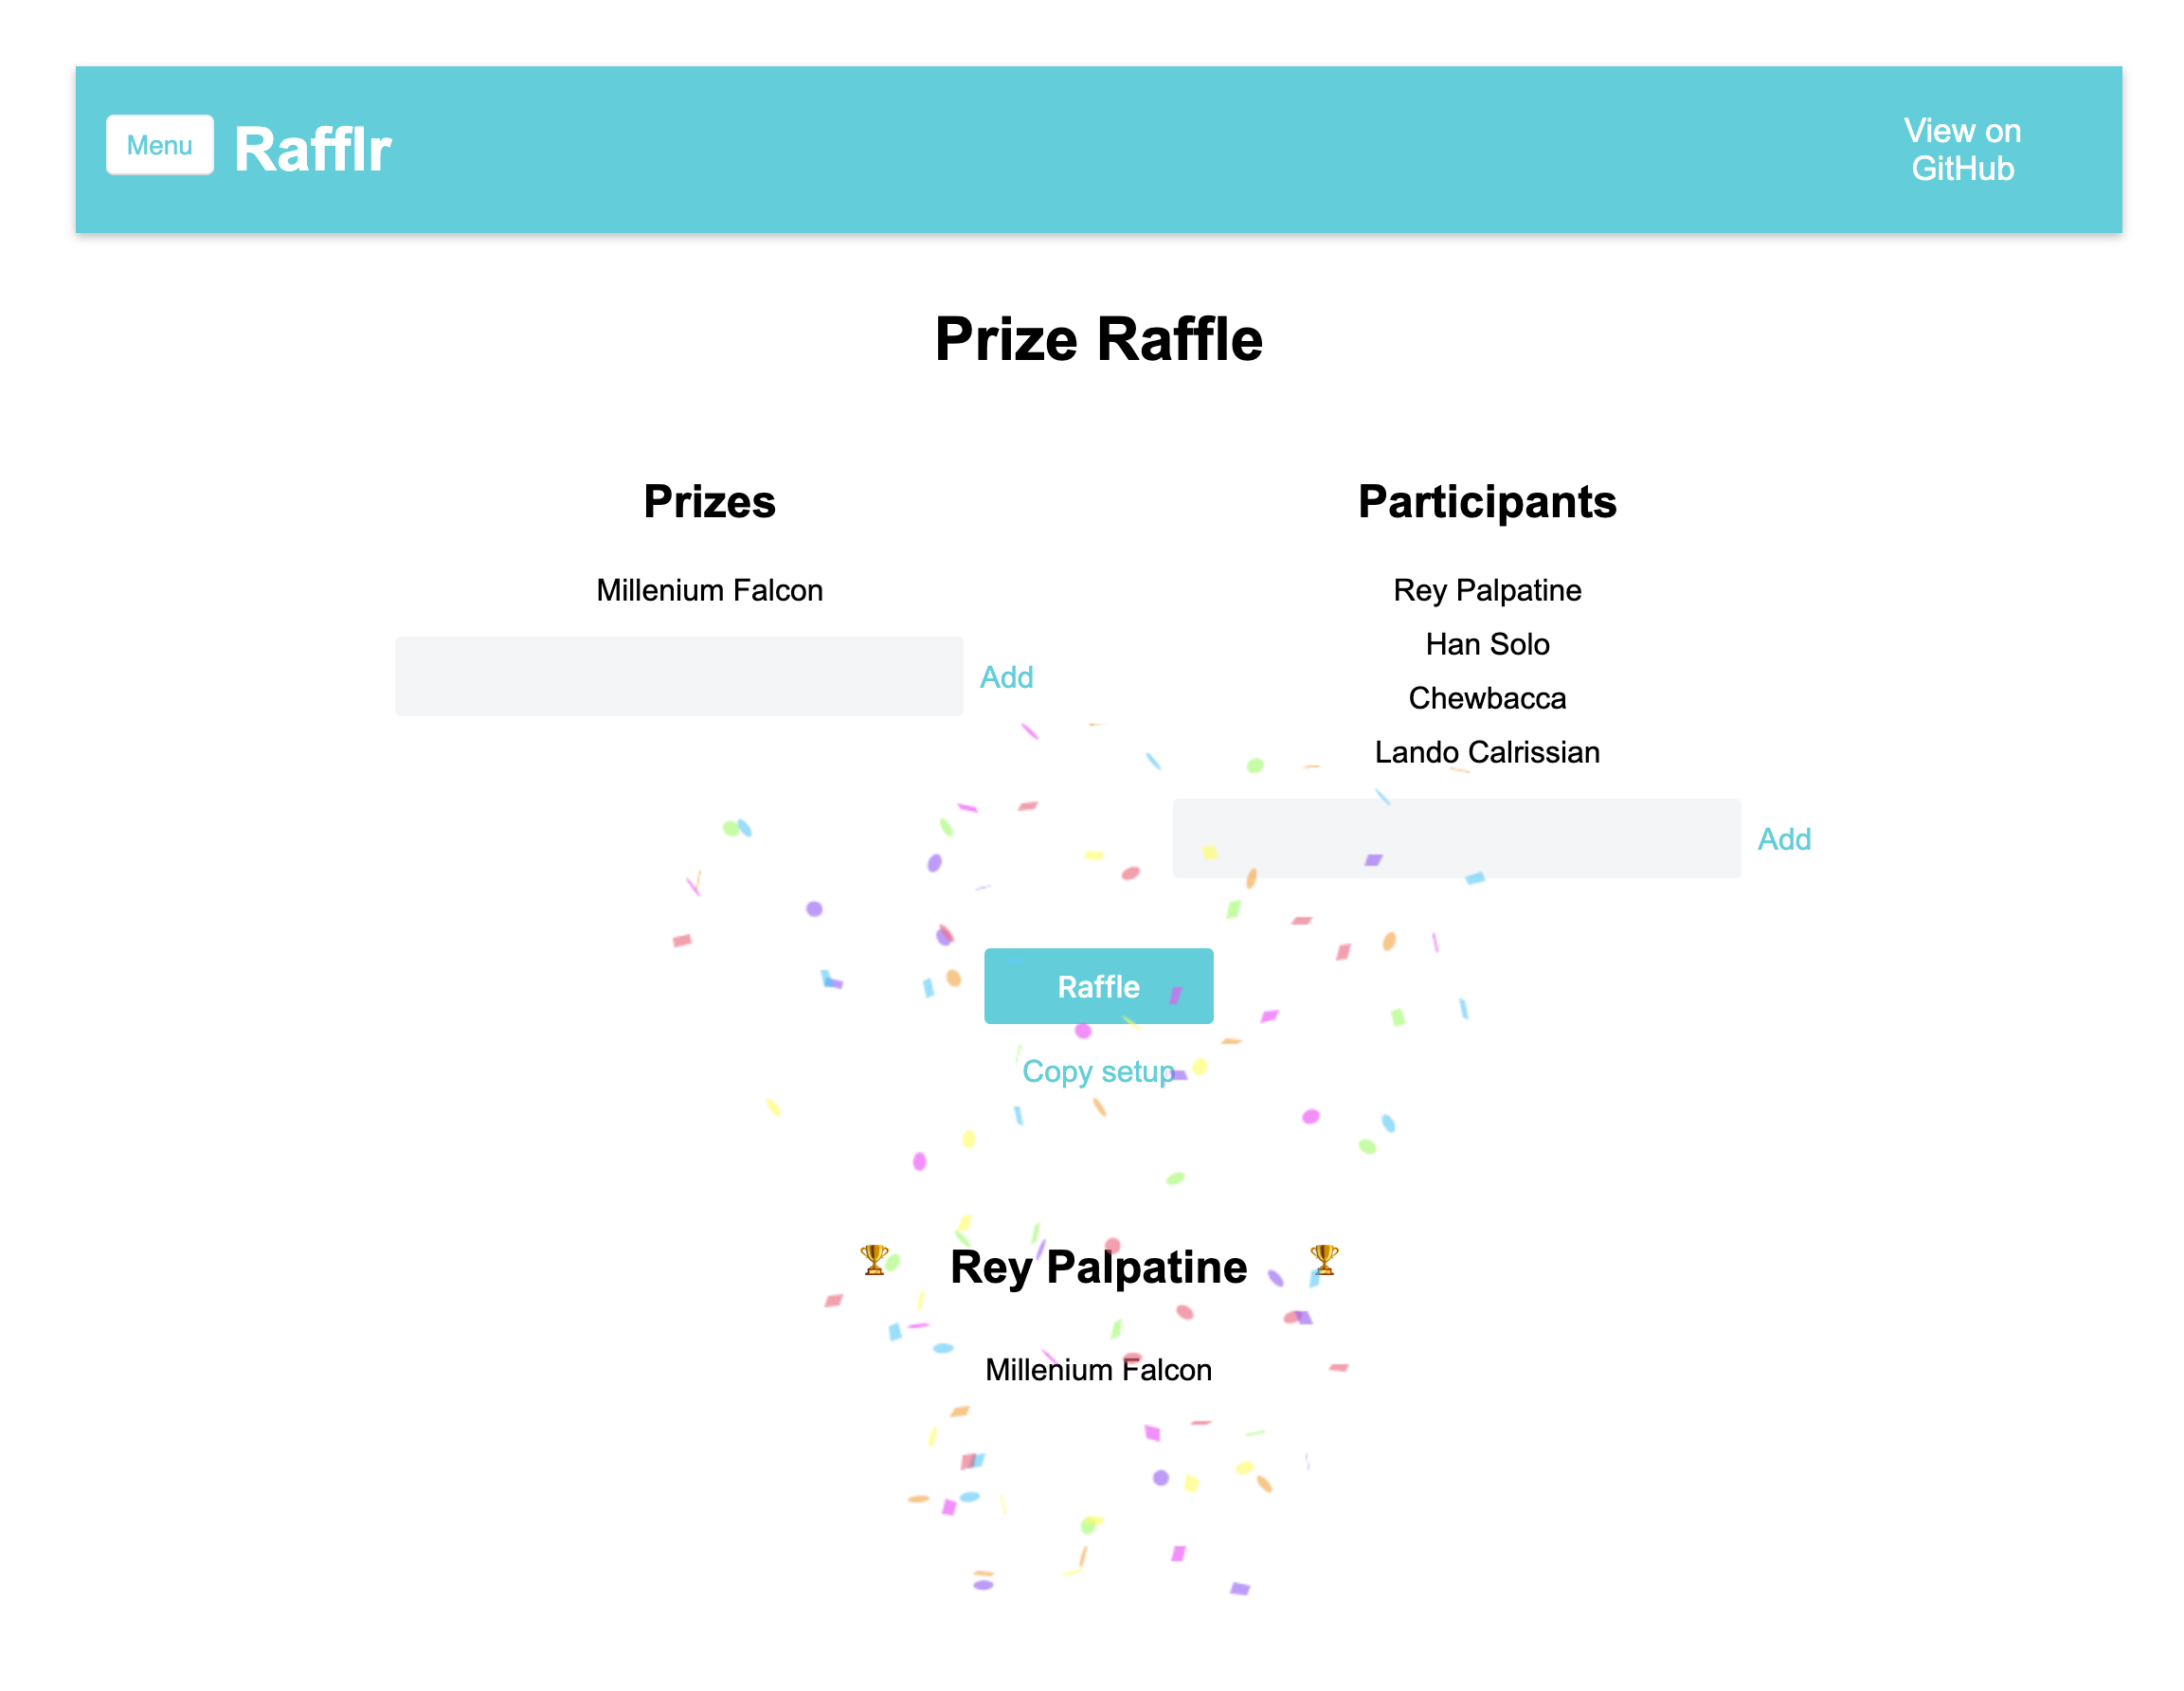 Menu
Rafflr
View on
GitHub
Prize Raffle
Prizes
Millenium Falcon
Add
Participants
Rey Palpatine
Han Solo
Chewbacca
Lando Calrissian
Add
Raffle
Copy setup
Rey Palpatine
Millenium Falcon